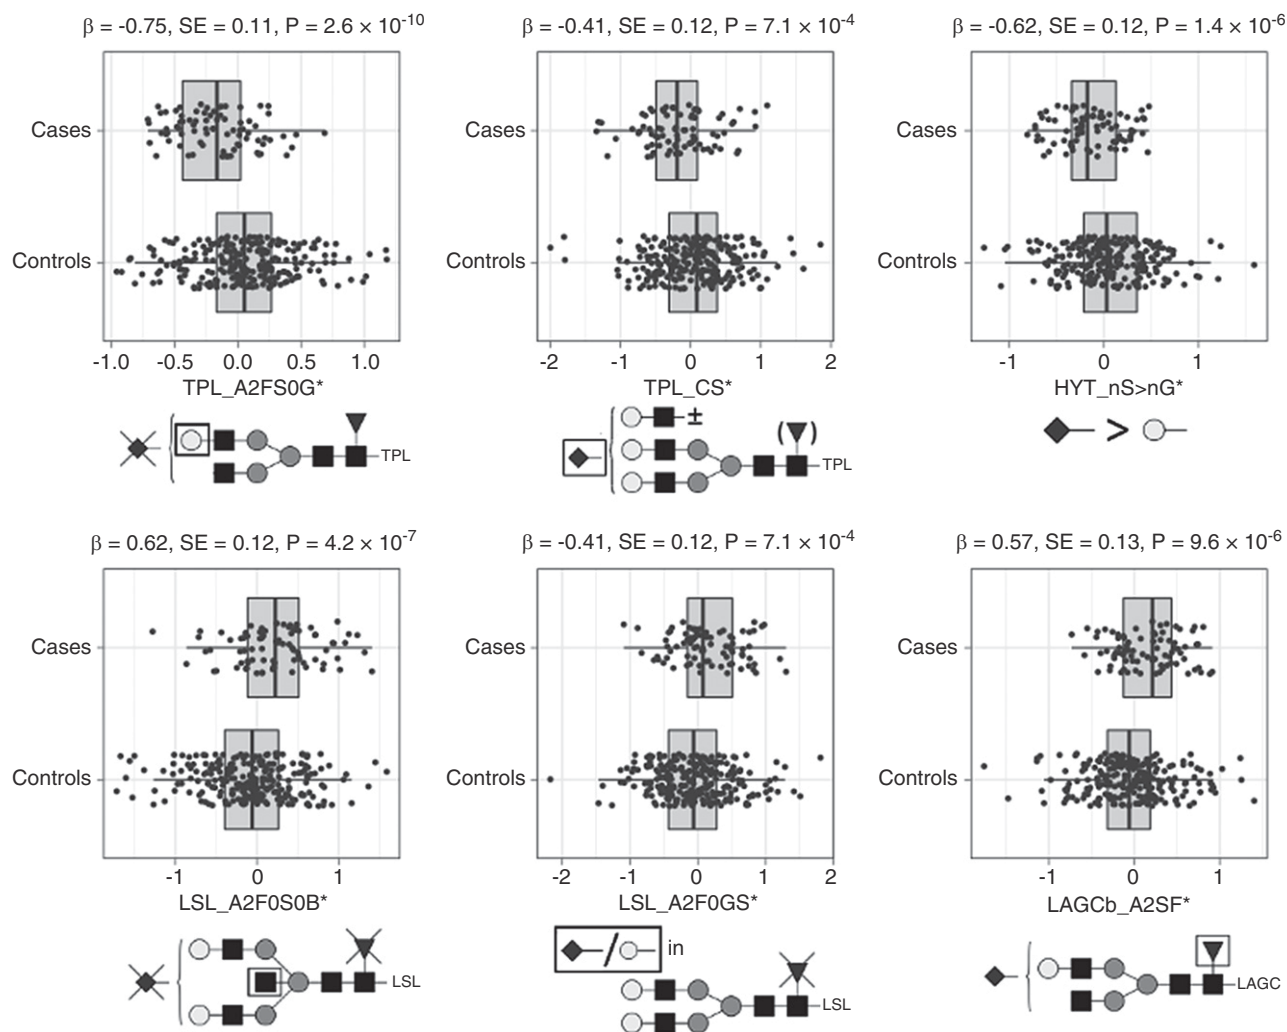 β = -0.75, SE = 0.11, P = 2.6 × 10-10
Cases
Controls
-1.0 -0.5 0.0 0.5 1.0
TPL_A2FS0G*
TPL
β = -0.41, SE = 0.12, P = 7.1 × 10-4
Cases
Controls
-2 -1 0 1 2
TPL_CS*
±
( )
TPL
β = -0.62, SE = 0.12, P = 1.4 × 10-6
Cases
Controls
-1 0 1
HYT_nS>nG*
>
β = 0.62, SE = 0.12, P = 4.2 × 10-7
Cases
Controls
-1 0 1
LSL_A2F0S0B*
LSL
β = -0.41, SE = 0.12, P = 7.1 × 10-4
Cases
Controls
-2 -1 0 1 2
LSL_A2F0GS*
/ in
LSL
β = 0.57, SE = 0.13, P = 9.6 × 10-6
Cases
Controls
-1 0 1
LAGCb_A2SF*
LAGC